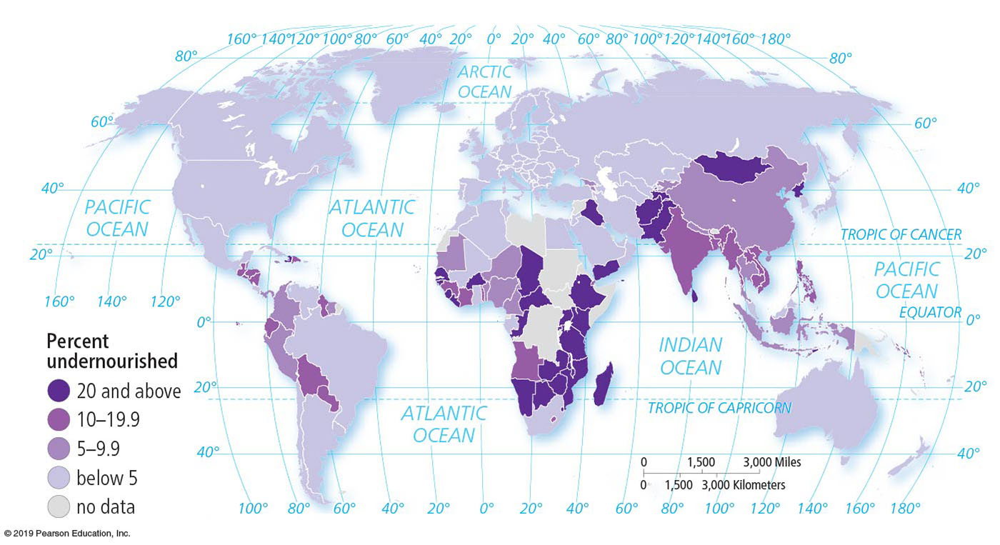 160° 140° 120° 100° 80° 60° 40° 20° 0° 20° 40° 60° 80° 100° 120° 140° 160° 180°
80° 80°
ARCTIC
OCEAN
60° 60°
40° 40°
PACIFIC
OCEAN
ATLANTIC
OCEAN
TROPIC OF CANCER
20° 20°
PACIFIC
OCEAN
160° 140° 120°
EQUATOR
0° 0°
INDIAN
OCEAN
Percent
undernourished
20 and above
10–19.9
5–9.9
below 5
no data
20° 20°
TROPIC OF CAPRICORN
ATLANTIC
OCEAN
40° 40°
0 1,500 3,000 Miles
0 1,500 3,000 Kilometers
100° 80° 60° 40° 20° 0° 20° 40° 60° 80° 100° 120° 140° 160° 180°
© 2019 Pearson Education, Inc.